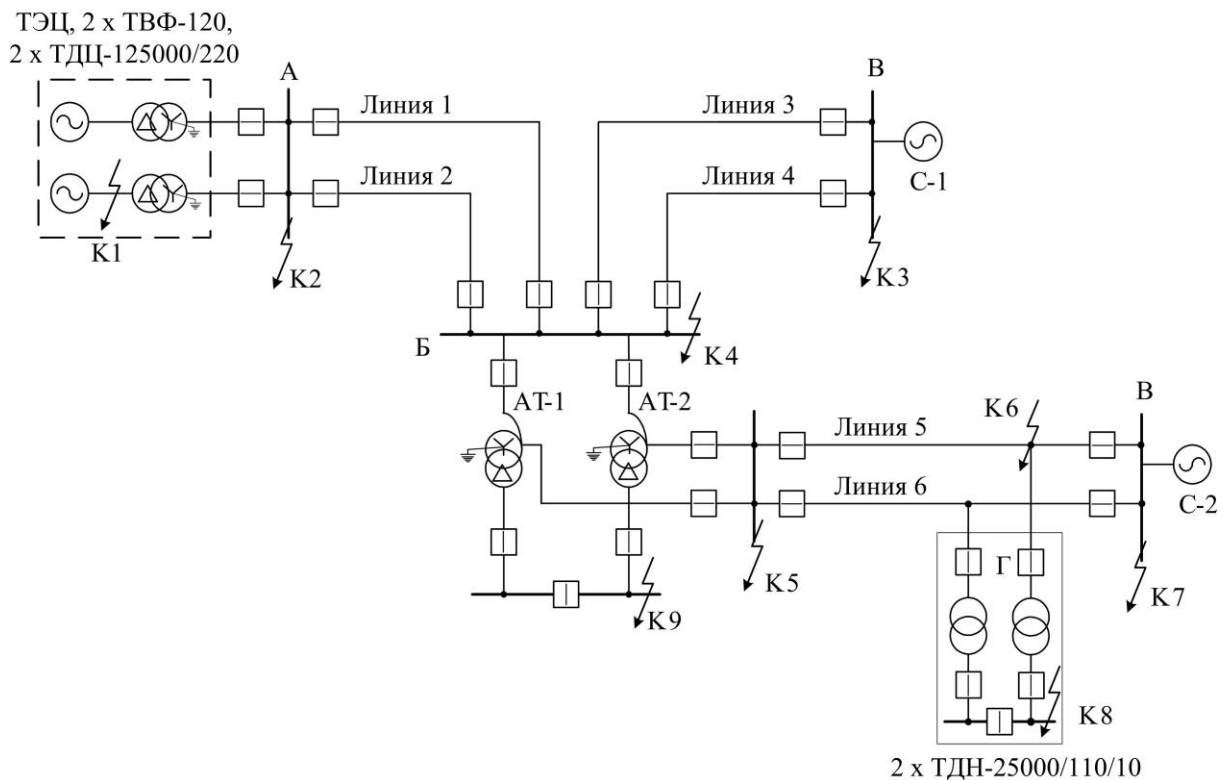 ТЭЦ, 2 x ТВФ-120,
2 x ТДЦ-125000/220
А
В
Линия 1
Линия 3
Линия 2
Линия 4
С-1
К1
К2
К3
Б
К4
АТ-1
АТ-2
К6
В
Линия 5
Линия 6
С-2
Г
К5
К7
К9
К8
2 x ТДН-25000/110/10